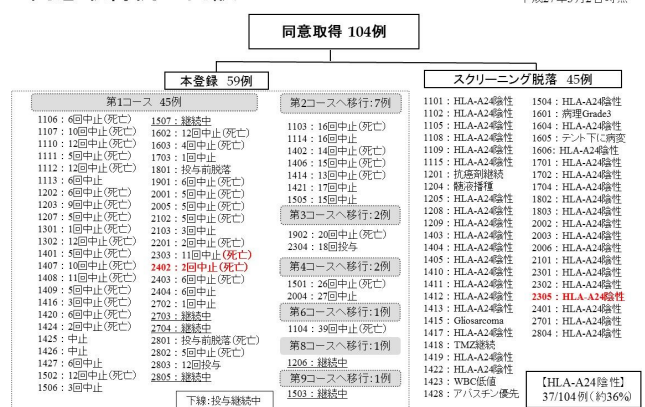 同意取得 104例
本登録 59例
第1コース 45例
1106 : 6回中止(死亡)
1107 : 10回中止(死亡)
1110 : 12回中止(死亡)
1111 : 5回中止(死亡)
1112 : 12回中止(死亡)
1113 : 6回中止
1202 : 6回中止(死亡)
1203 : 9回中止(死亡)
1207 : 5回中止(死亡)
1301 : 1回中止(死亡)
1302 : 12回中止(死亡)
1401 : 5回中止(死亡)
1407 : 10回中止(死亡)
1408 : 11回中止(死亡)
1409 : 5回中止(死亡)
1416 : 3回中止(死亡)
1420 : 6回中止(死亡)
1424 : 2回中止(死亡)
1425 : 中止
1426 : 中止
1427 : 6回中止
1502 : 12回中止(死亡)
1506 : 3回中止
1507 : 継続中
1602 : 12回中止(死亡)
1603 : 4回中止(死亡)
1703 : 1回中止
1801 : 投与前脱落
1901 : 6回中止(死亡)
2001 : 5回中止(死亡)
2005 : 5回中止(死亡)
2102 : 5回中止(死亡)
2103 : 3回中止
2201 : 2回中止(死亡)
2303 : 11回中止(死亡)
2402 : 2回中止(死亡)
2403 : 6回中止(死亡)
2404 : 6回中止
2702 : 1回中止
2703 : 継続中
2704 : 継続中
2801 : 投与前脱落(死亡)
2802 : 5回中止(死亡)
2803 : 12回投与
2805 : 継続中
下線:投与継続中
第2コースへ移行:7例
1103 : 16回中止(死亡)
1114 : 16回中止
1402 : 14回中止(死亡)
1406 : 15回中止(死亡)
1414 : 13回中止(死亡)
1421 : 17回中止
1505 : 15回中止
第3コースへ移行:2例
1902 : 20回中止(死亡)
2304 : 18回投与
第4コースへ移行:2例
1501 : 26回中止(死亡)
2004 : 27回中止
第6コースへ移行:1例
1104 : 39回中止(死亡)
第8コースへ移行:1例
1206 : 継続中
第9コースへ移行:1例
1503 : 継続中
スクリーニング脱落 45例
1101 : HLA-A24陰性
1102 : HLA-A24陰性
1105 : HLA-A24陰性
1108 : HLA-A24陰性
1109 : HLA-A24陰性
1115 : HLA-A24陰性
1201 : 抗癌剤継続
1204 : 髄液播種
1205 : HLA-A24陰性
1208 : HLA-A24陰性
1209 : HLA-A24陰性
1403 : HLA-A24陰性
1404 : HLA-A24陰性
1405 : HLA-A24陰性
1410 : HLA-A24陰性
1411 : HLA-A24陰性
1412 : HLA-A24陰性
1413 : HLA-A24陰性
1415 : Gliosarcoma
1417 : HLA-A24陰性
1418 : TMZ継続
1419 : HLA-A24陰性
1422 : HLA-A24陰性
1423 : WBC低値
1428 : アバスチン優先
1504 : HLA-A24陰性
1601 : 病理Grade3
1604 : HLA-A24陰性
1605 : テント下に病変
1606: HLA-A24陰性
1701 : HLA-A24陰性
1702 : HLA-A24陰性
1704 : HLA-A24陰性
1802 : HLA-A24陰性
1803 : HLA-A24陰性
2002 : HLA-A24陰性
2003 : HLA-A24陰性
2006 : HLA-A24陰性
2101 : HLA-A24陰性
2301 : HLA-A24陰性
2302 : HLA-A24陰性
2305 : HLA-A24陰性
2401 : HLA-A24陰性
2701 : HLA-A24陰性
2804 : HLA-A24陰性
【HLA-A24陰性】
37/104例(約36%)